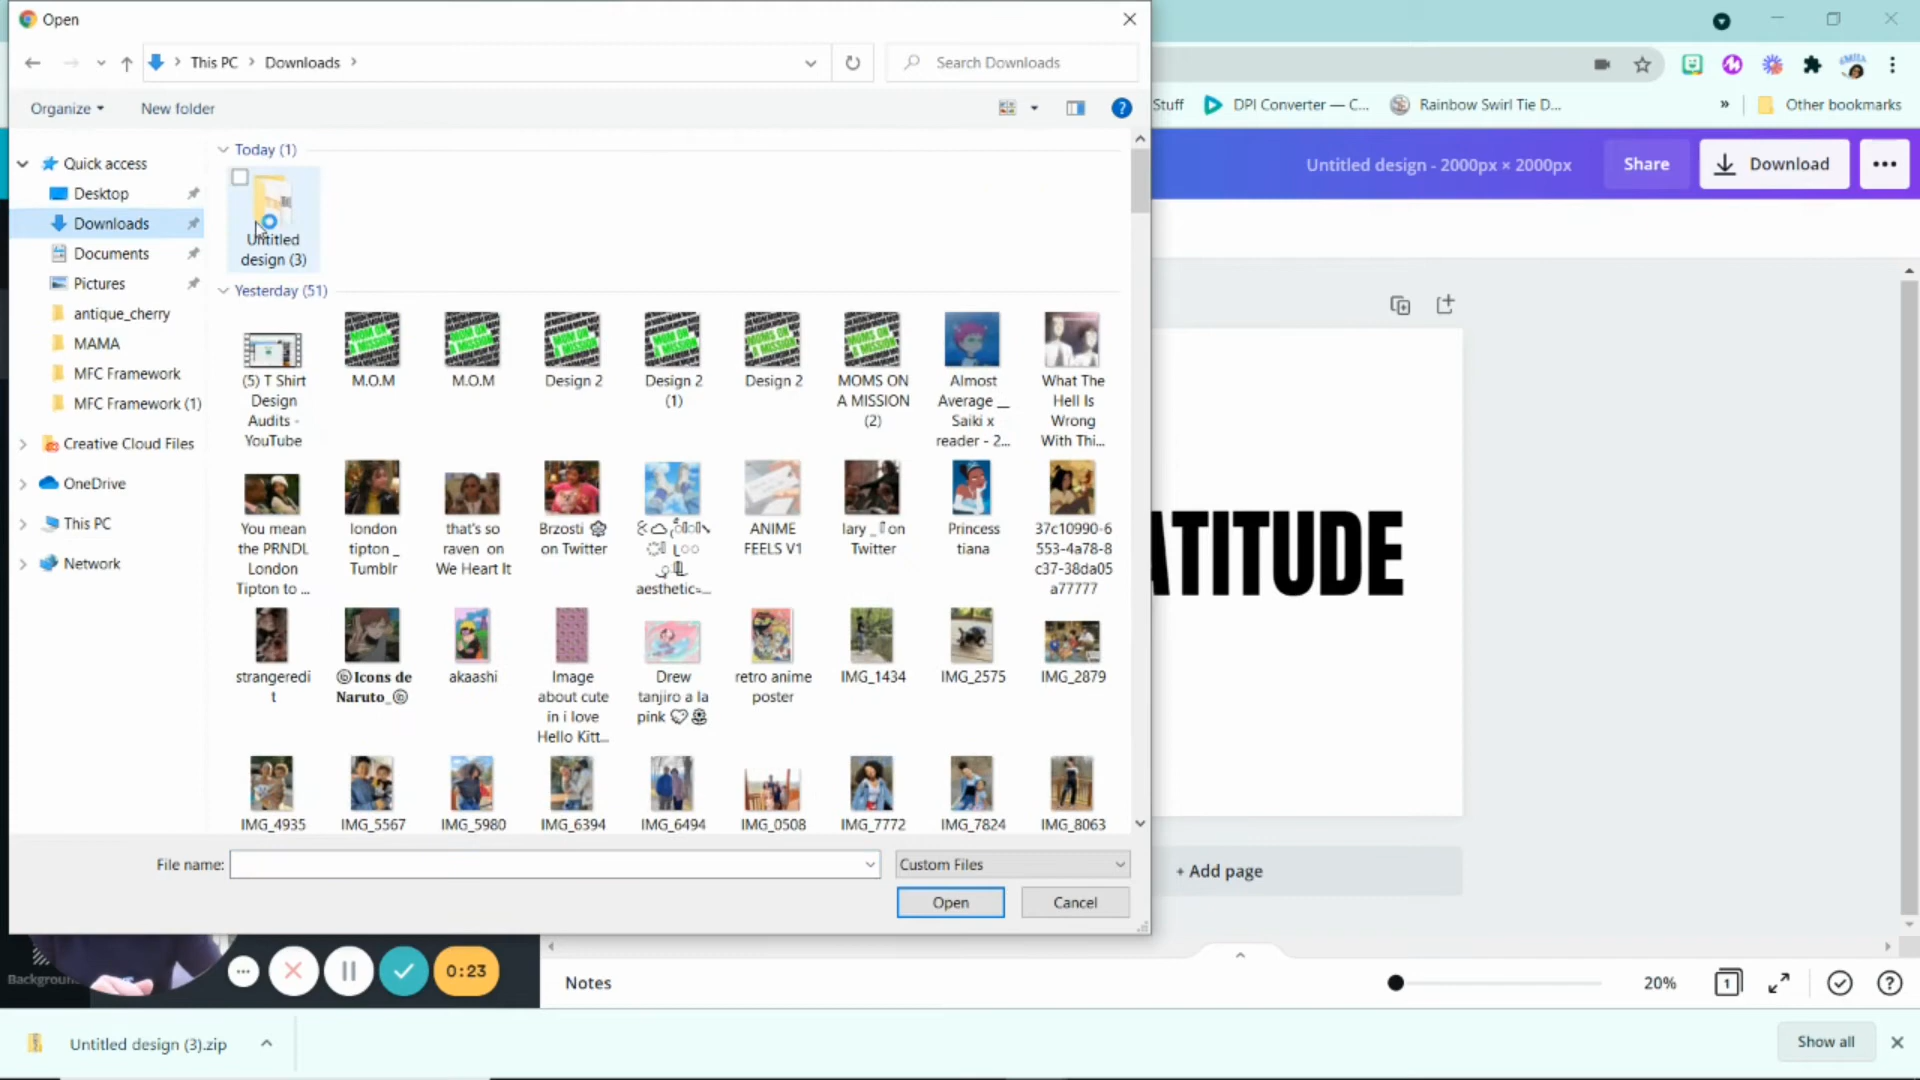 Open
This PC
Downloads
Search Downloads
Organize
New folder
Stuff
DPI Converter — C...
Rainbow Swirl Tie D...
»
Other bookmarks
Untitled design - 2000px × 2000px
Share
Download
Quick access
Desktop
Downloads
Documents
Pictures
antique_cherry
MAMA
MFC Framework
MFC Framework (1)
Creative Cloud Files
OneDrive
This PC
Network
Today (1)
Untitled
design (3)
Yesterday (51)
(5) T Shirt
Design
Audits -
YouTube
M.O.M
M.O.M
Design 2
Design 2
(1)
Design 2
MOMS ON
A MISSION
(2)
Almost
Average __
Saiki x
reader - 2...
What The
Hell Is
Wrong
With Thi...
You mean
the PRNDL
London
Tipton to ...
london
tipton _
Tumblr
that's so
raven on
We Heart It
Brzosti
on Twitter
aesthetic
ANIME
FEELS V1
on
Twitter
Princess
tiana
37c10990-6
553-4a78-8
c37-38da05
a77777
strangeredi
t
Icons de
Naruto_
akaashi
Image
about cute
in i love
Hello Kitt...
Drew
tanjiro a la
pink
retro anime
poster
IMG_1434
IMG_2575
IMG_2879
IMG_4935
IMG_5567
IMG_5980
IMG_6394
IMG_6494
IMG_0508
IMG_7772
IMG_7824
IMG_8063
File name:
Custom Files
Open
Cancel
ATITUDE
+ Add page
Backgroun
0:23
Notes
20%
1
Untitled design (3).zip
Show all